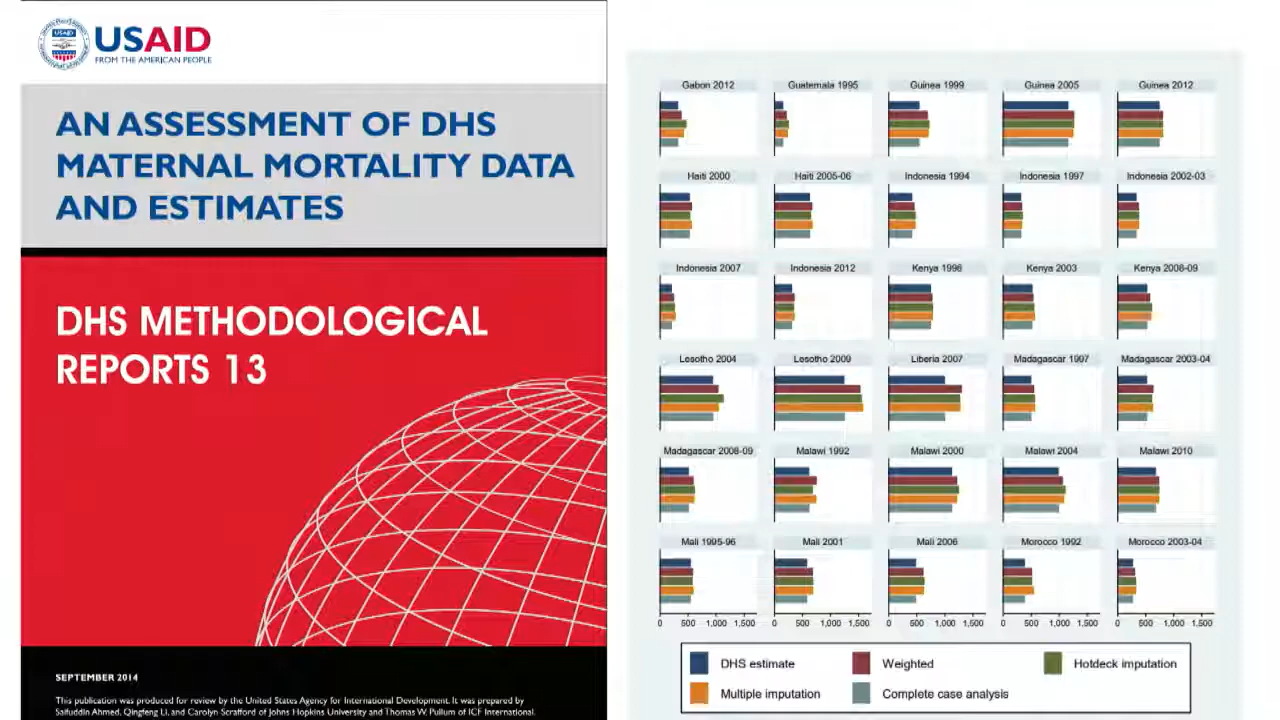 USAID
FROM THE AMERICAN PEOPLE
AN ASSESSMENT OF DHS
MATERNAL MORTALITY DATA
AND ESTIMATES
DHS METHODOLOGICAL
REPORTS 13
SEPTEMBER 2014
This publication was produced for review by the United States Agency for International Development. It was prepared by
Saifuddin Ahmed, Qingfeng Li, and Carolyn Scrafford of Johns Hopkins University and Thomas W. Pullum of ICF International.
Gabon 2012 Guatemala 1995 Guinea 1999 Guinea 2005 Guinea 2012
Haiti 2000 Haiti 2005-06 Indonesia 1994 Indonesia 1997 Indonesia 2002-03
Indonesia 2007 Indonesia 2012 Kenya 1998 Kenya 2003 Kenya 2008-09
Lesotho 2004 Lesotho 2009 Liberia 2007 Madagascar 1997 Madagascar 2003-04
Madagascar 2008-09 Malawi 1992 Malawi 2000 Malawi 2004 Malawi 2010
Mali 1995-96 Mali 2001 Mali 2006 Morocco 1992 Morocco 2003-04
0 500 1,000 1,500 0 500 1,000 1,500 0 500 1,000 1,500 0 500 1,000 1,500 0 500 1,000 1,500
DHS estimate Weighted Hotdeck imputation
Multiple imputation Complete case analysis